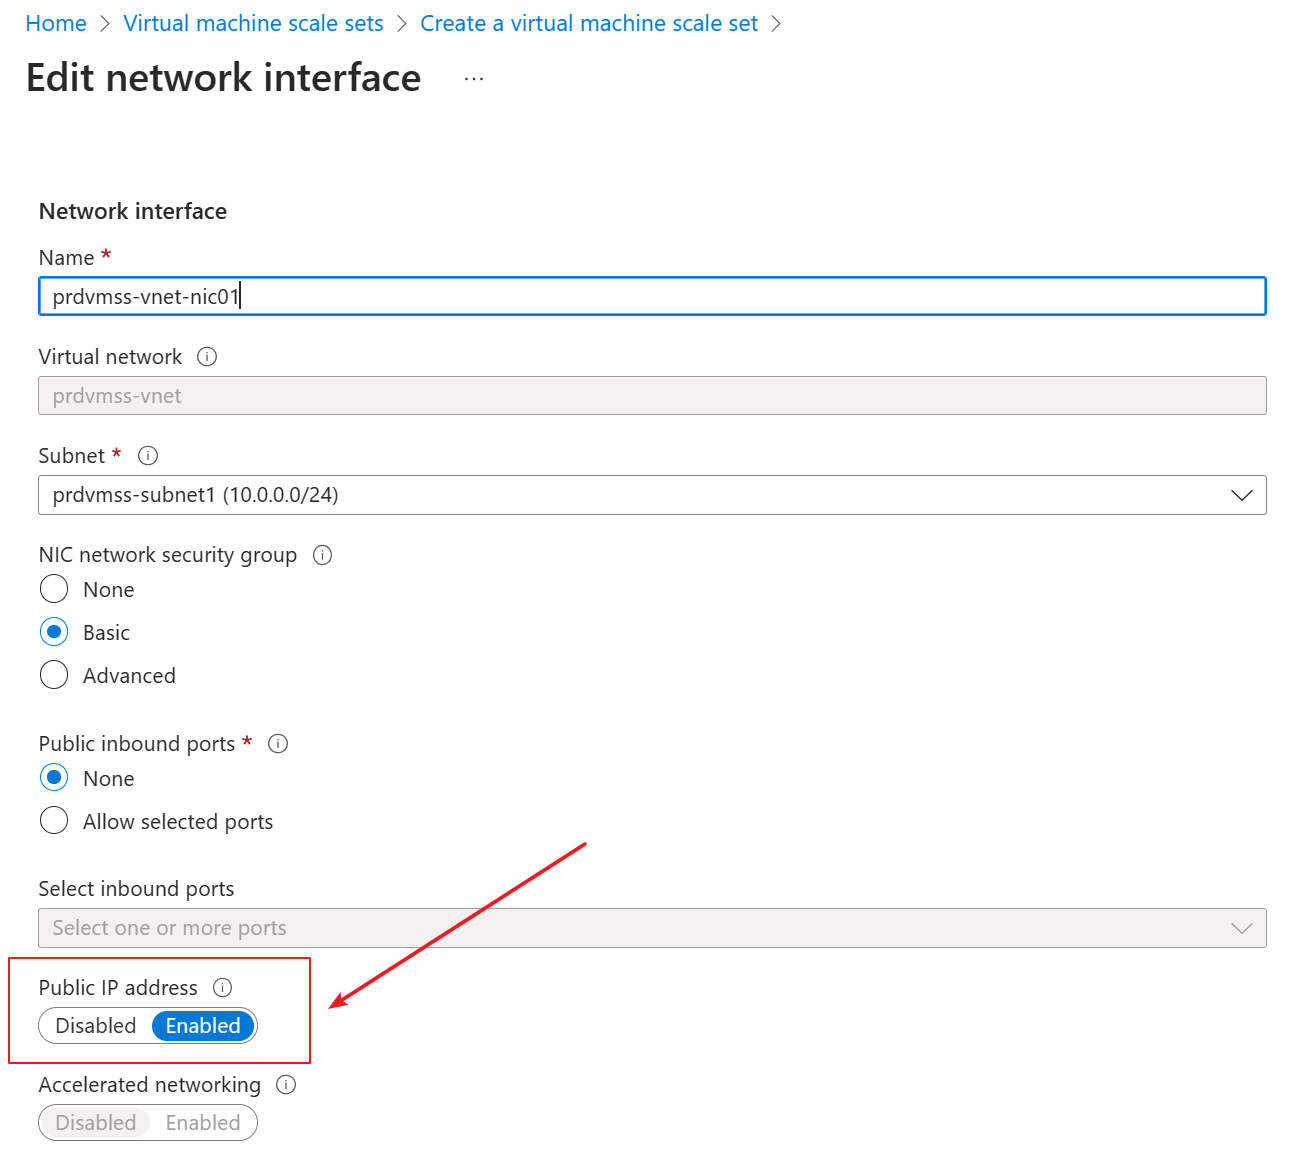 Home > Virtual machine scale sets > Create a virtual machine scale set >
Edit network interface ...
Network interface
Name *
prdvmss-vnet-nic01
Virtual network
prdvmss-vnet
Subnet *
prdvmss-subnet1 (10.0.0.0/24)
NIC network security group
None
Basic
Advanced
Public inbound ports *
None
Allow selected ports
Select inbound ports
Select one or more ports
Public IP address
Disabled Enabled
Accelerated networking
Disabled Enabled